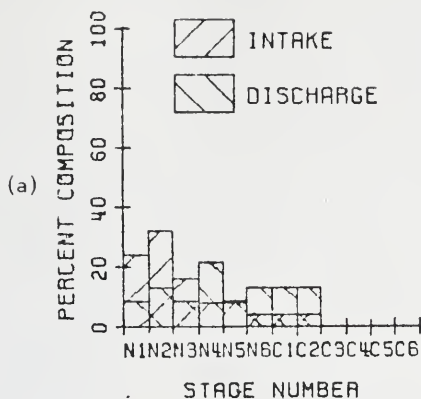 100
80
60
40
20
0
PERCENT COMPOSITION
(a)
INTAKE
DISCHARGE
N1N2N3N4N5N6C1C2C3C4C5C6
STAGE NUMBER